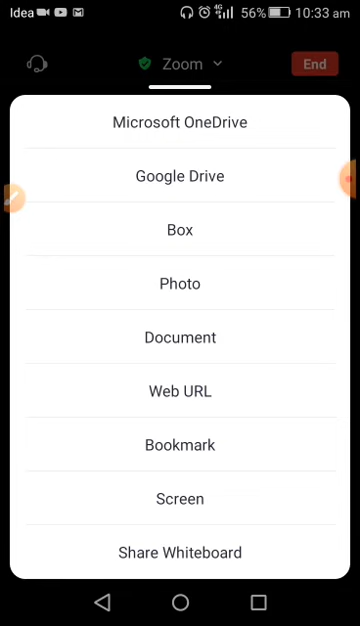 Idea 4G 56% 10:33 am
Zoom End
Microsoft OneDrive
Google Drive
Box
Photo
Document
Web URL
Bookmark
Screen
Share Whiteboard